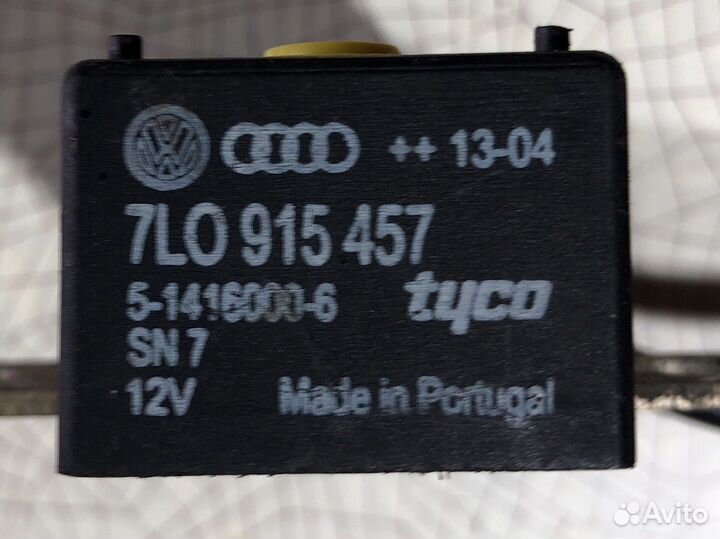 ++ 13-04
7L0 915 457
5-1416000-6 tyco
SN 7
12V Made in Portugal
Avito